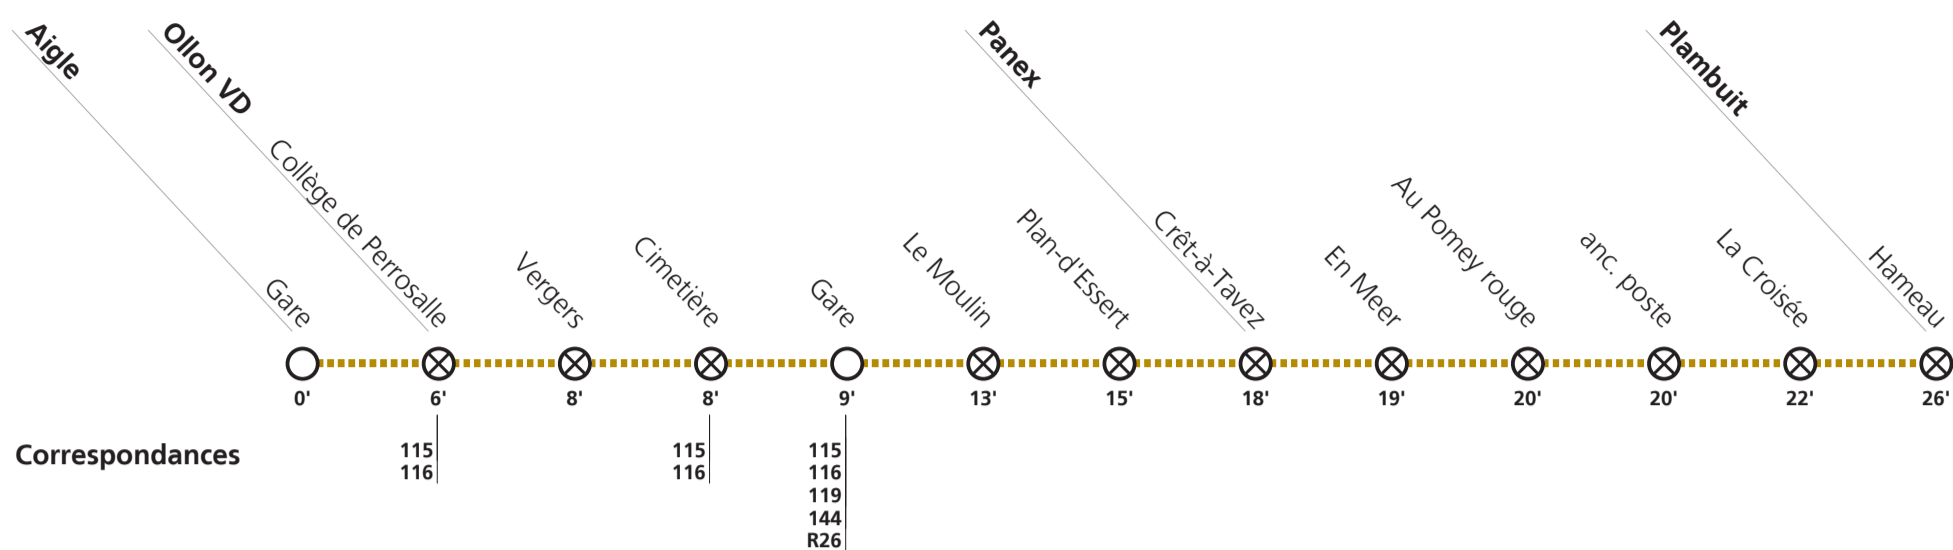 Aigle
Ollon VD
Panex
Plambuit
Gare
Collège de Perrosalle
Vergers
Cimetière
Gare
Le Moulin
Plan-d'Essert
Crêt-à-Tavez
En Meer
Au Pomey rouge
anc. poste
La Croisée
Hameau
0' 6' 8' 8' 9' 13' 15' 18' 19' 20' 20' 22' 26'
Correspondances
115 115 115
116 116 116
119
144
R26